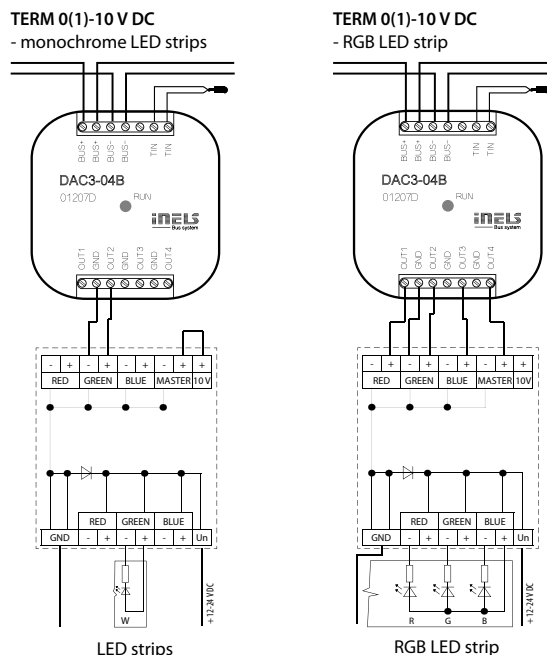 TERM 0(1)-10 V DC
- monochrome LED strips
BUS+ BUS+ BUS- BUS- TIN TIN
DAC3-04B
01207D RUN
iNELS
Bus system
OUT1 GND OUT2 GND OUT3 GND OUT4
- + - + - + - + +
RED GREEN BLUE MASTER 10V
RED GREEN BLUE
GND - + - + - + Un
W
+ 12-24 V DC
LED strips
TERM 0(1)-10 V DC
- RGB LED strip
BUS+ BUS+ BUS- BUS- TIN TIN
DAC3-04B
01207D RUN
iNELS
Bus system
OUT1 GND OUT2 GND OUT3 GND OUT4
- + - + - + - + +
RED GREEN BLUE MASTER 10V
RED GREEN BLUE
GND - + - + - + Un
R G B
+ 12-24 V DC
RGB LED strip